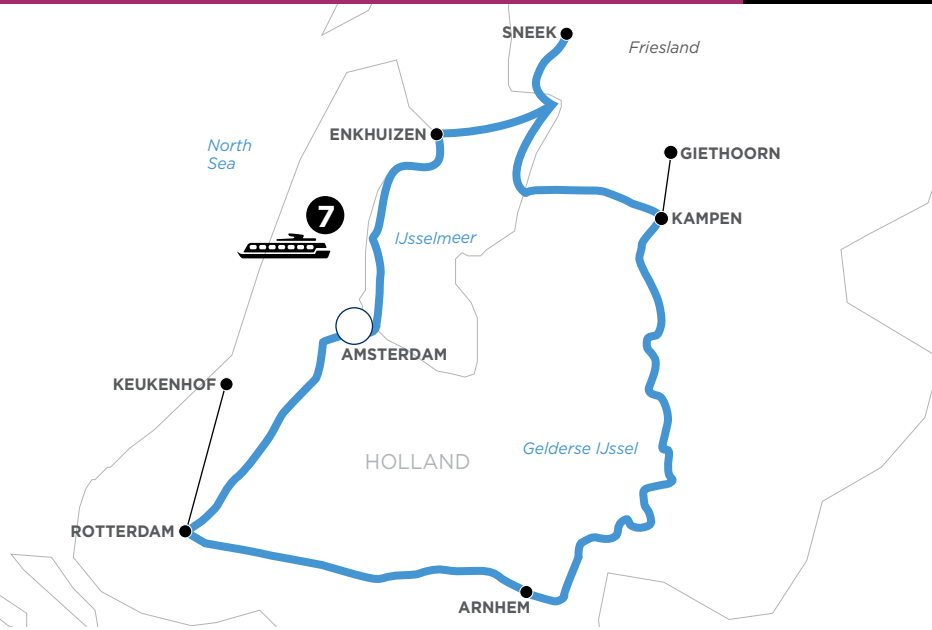 SNEEK
Friesland
ENKHUIZEN
North
Sea
GIETHOORN
7
KAMPEN
IJsselmeer
AMSTERDAM
KEUKENHOF
Gelderse IJssel
HOLLAND
ROTTERDAM
ARNHEM